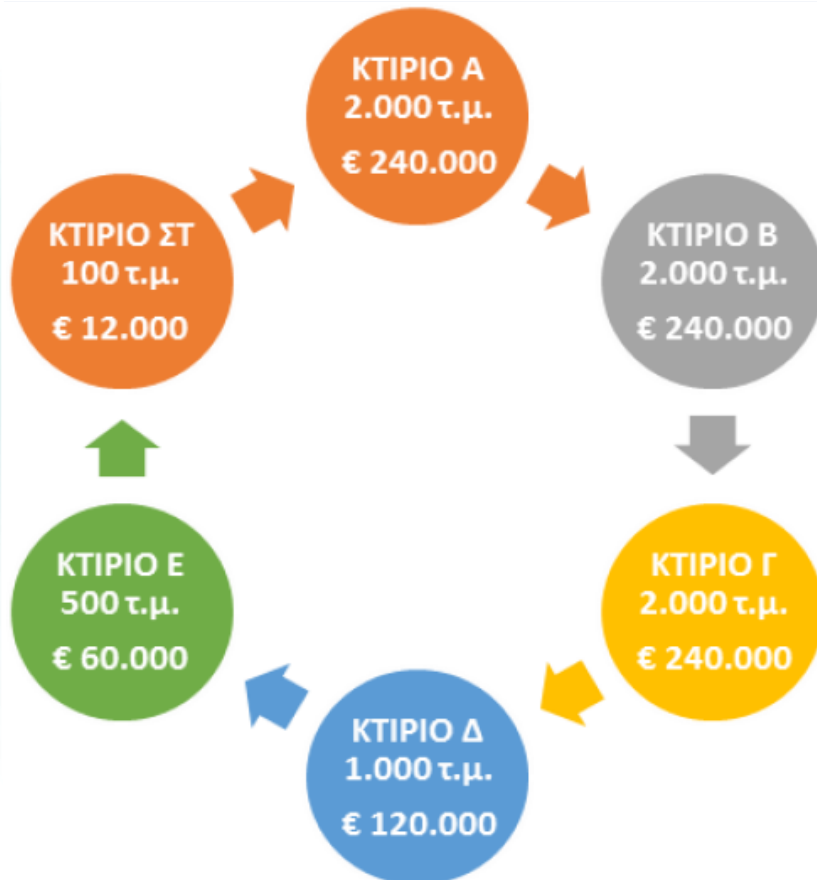 ΚΤΙΡΙΟ Α
2.000 τ.μ.
€ 240.000
ΚΤΙΡΙΟ Β
2.000 τ.μ.
€ 240.000
ΚΤΙΡΙΟ Γ
2.000 τ.μ.
€ 240.000
ΚΤΙΡΙΟ Δ
1.000 τ.μ.
€ 120.000
ΚΤΙΡΙΟ Ε
500 τ.μ.
€ 60.000
ΚΤΙΡΙΟ ΣΤ
100 τ.μ.
€ 12.000